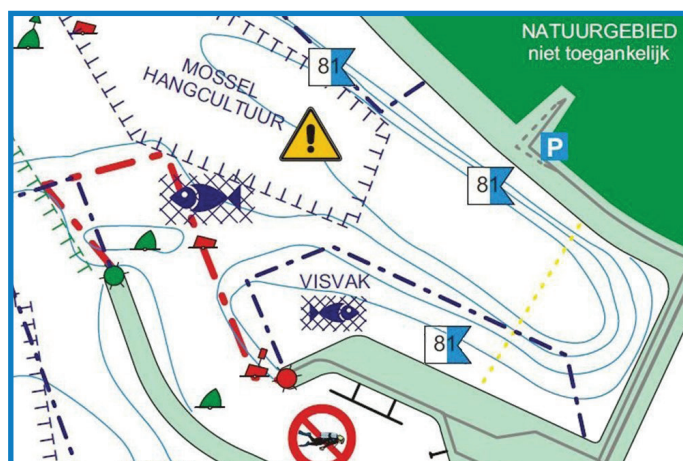 NATUURGEBIED
niet toegankelijk
MOSSEL
HANGCULTUUR
81
P
81
VISVAK
81